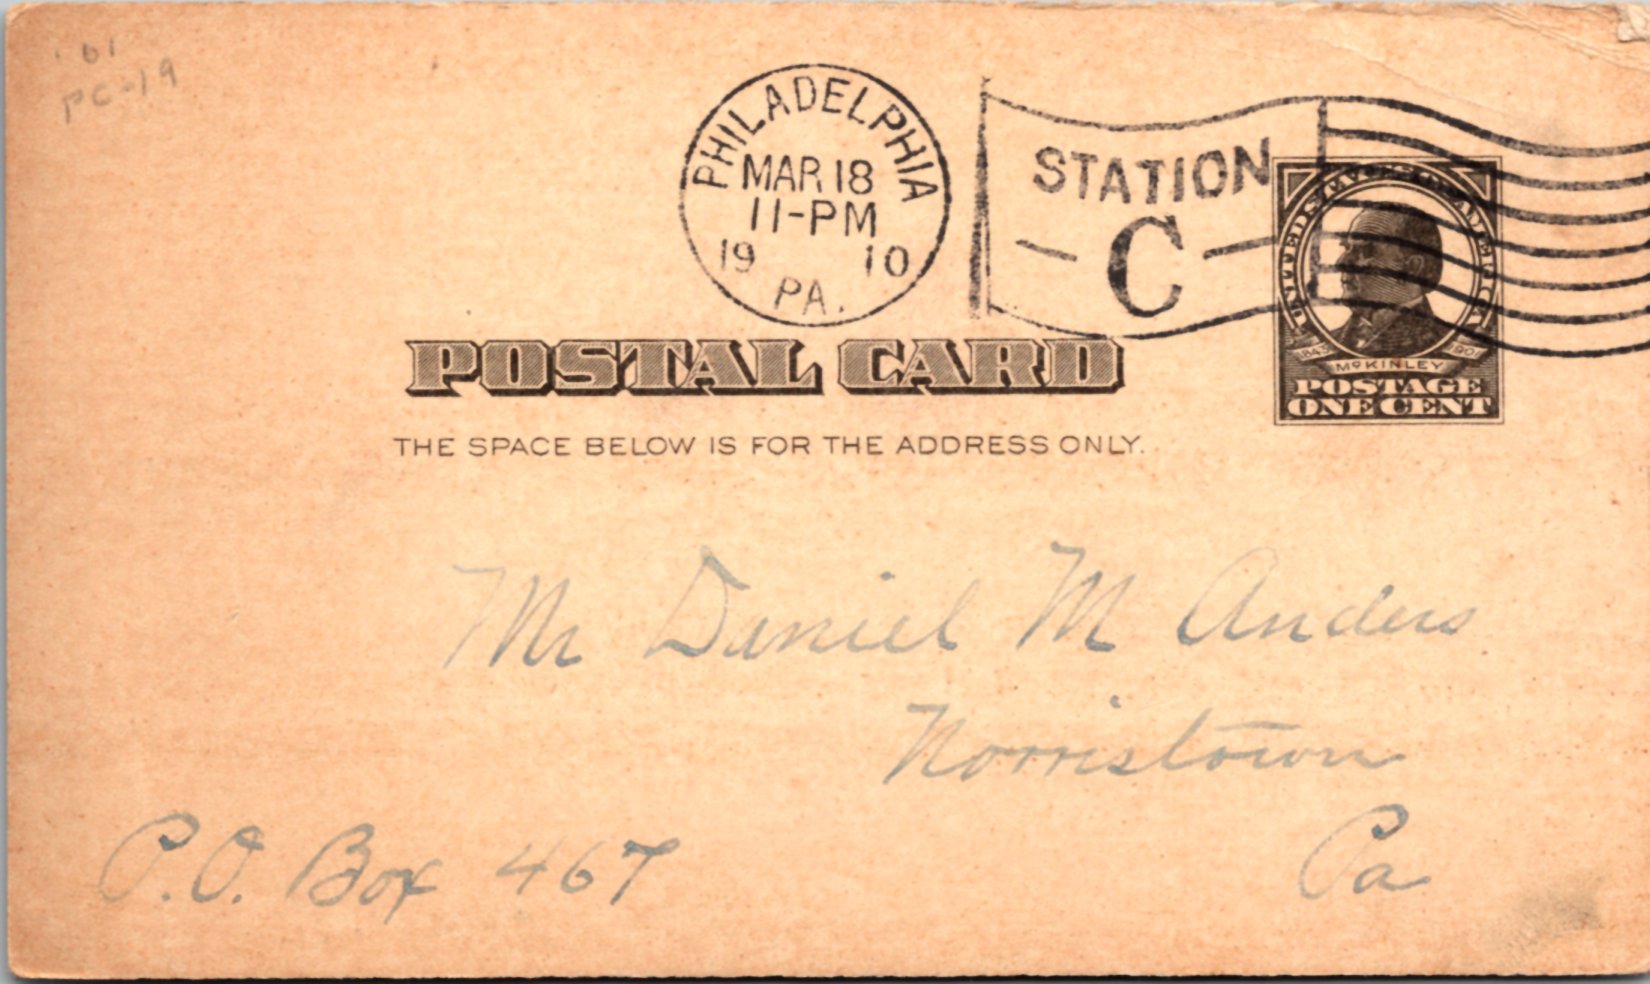 '01
PC-19
PHILADELPHIA
MAR 18
11-PM
19 10
PA.
STATION
- C -
UNITED STATES OF AMERICA
1843 1901
McKINLEY
POSTAGE
ONE CENT
POSTAL CARD
THE SPACE BELOW IS FOR THE ADDRESS ONLY.
Mr Daniel M Anders
Norristown
Pa
P.O. Box 467